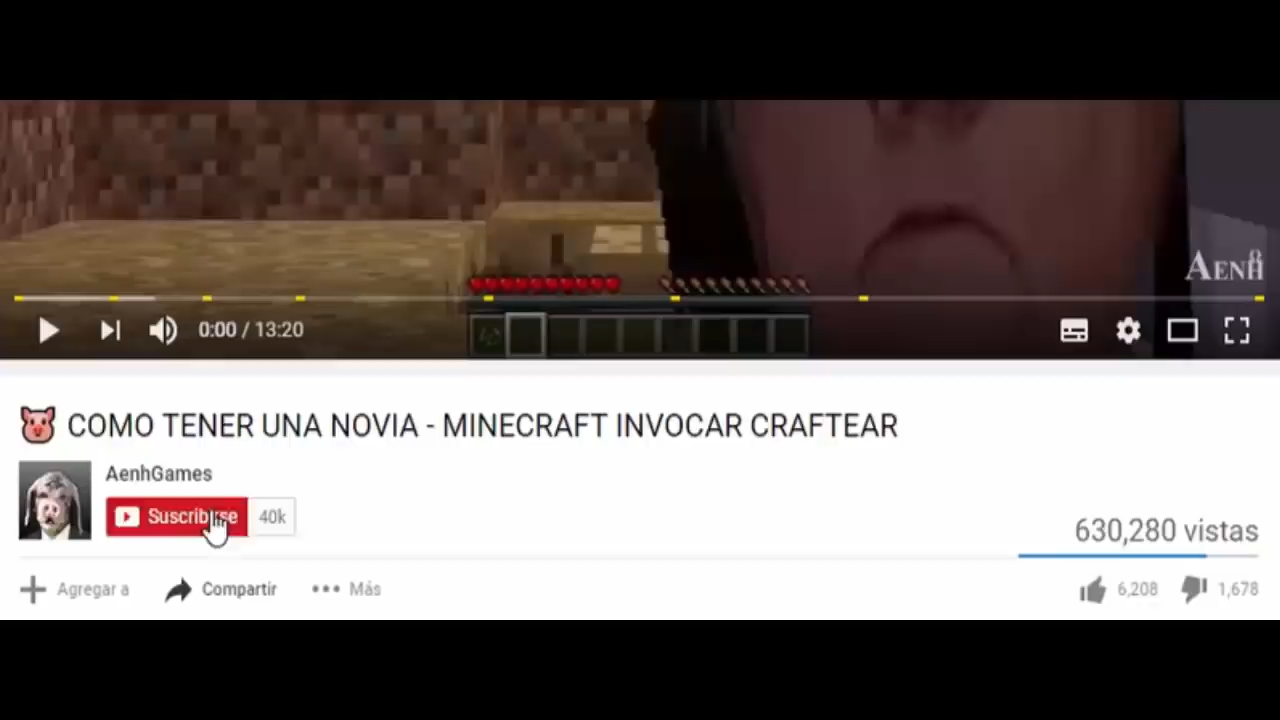 AENH
0:00 / 13:20
COMO TENER UNA NOVIA - MINECRAFT INVOCAR CRAFTEAR
AenhGames
Suscribirse 40k
630,280 vistas
Agregar a Compartir Más 6,208 1,678